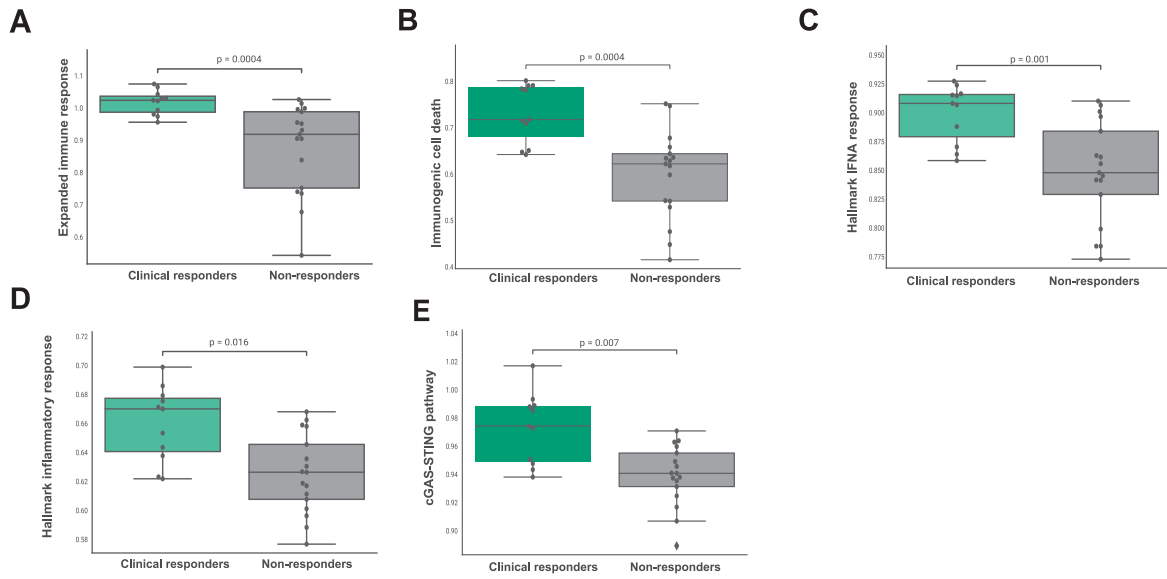 A
Expanded immune response
p = 0.0004
1.1
1.0
0.9
0.8
0.7
0.6
Clinical responders
Non-responders
B
Immunogenic cell death
p = 0.0004
0.8
0.7
0.6
0.5
0.4
Clinical responders
Non-responders
C
Hallmark IFNA response
p = 0.001
0.950
0.925
0.900
0.875
0.850
0.825
0.800
0.775
Clinical responders
Non-responders
D
Hallmark inflammatory response
p = 0.016
0.72
0.70
0.68
0.66
0.64
0.62
0.60
0.58
Clinical responders
Non-responders
E
cGAS-STING pathway
p = 0.007
1.04
1.02
1.00
0.98
0.96
0.94
0.92
0.90
Clinical responders
Non-responders